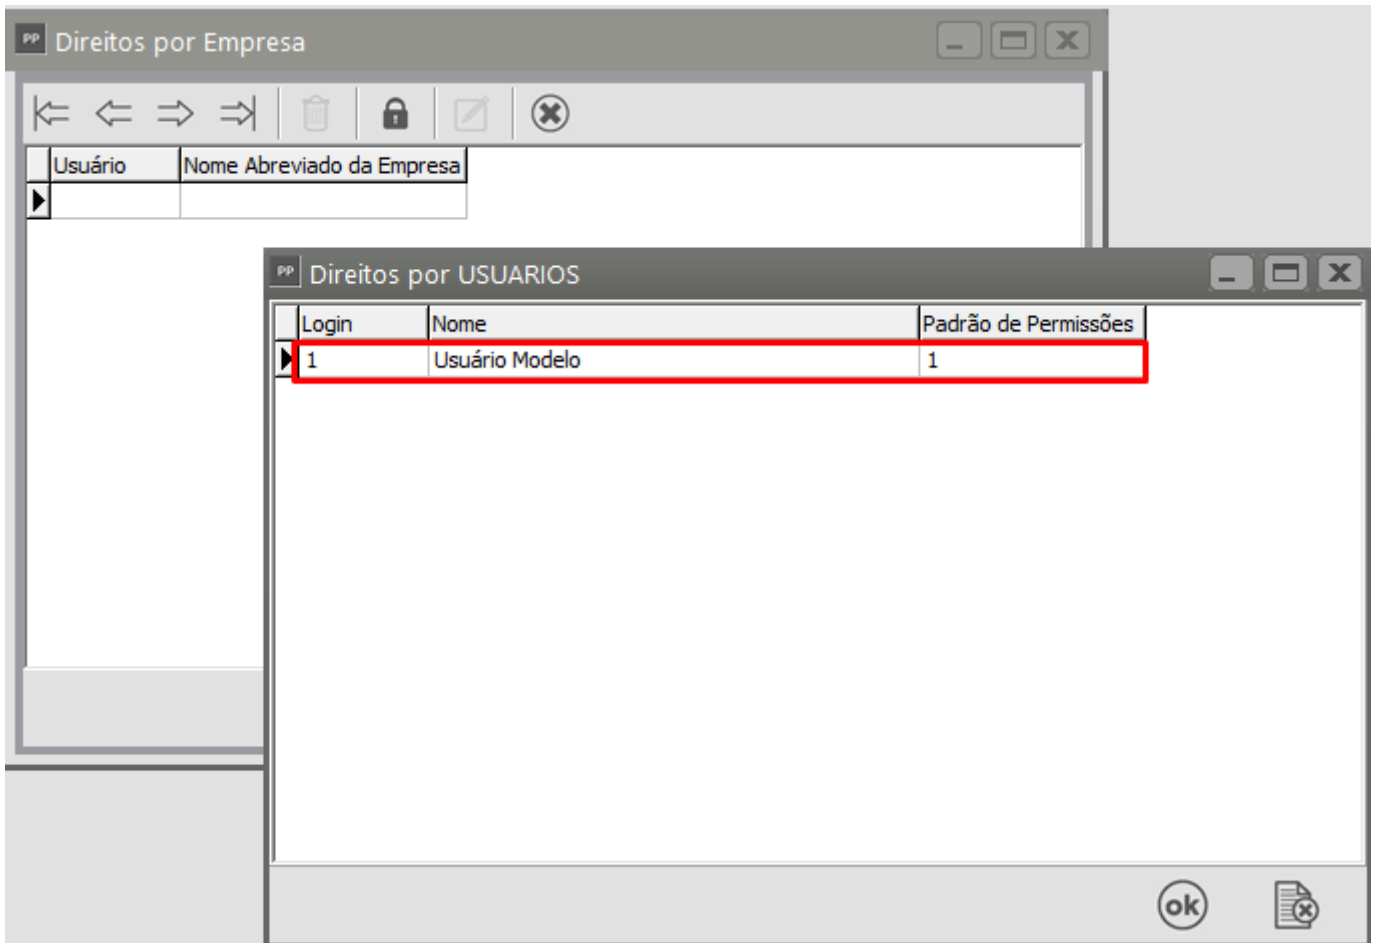 PP Direitos por Empresa
Usuário Nome Abreviado da Empresa
PP Direitos por USUARIOS
Login Nome Padrão de Permissões
1 Usuário Modelo 1
ok